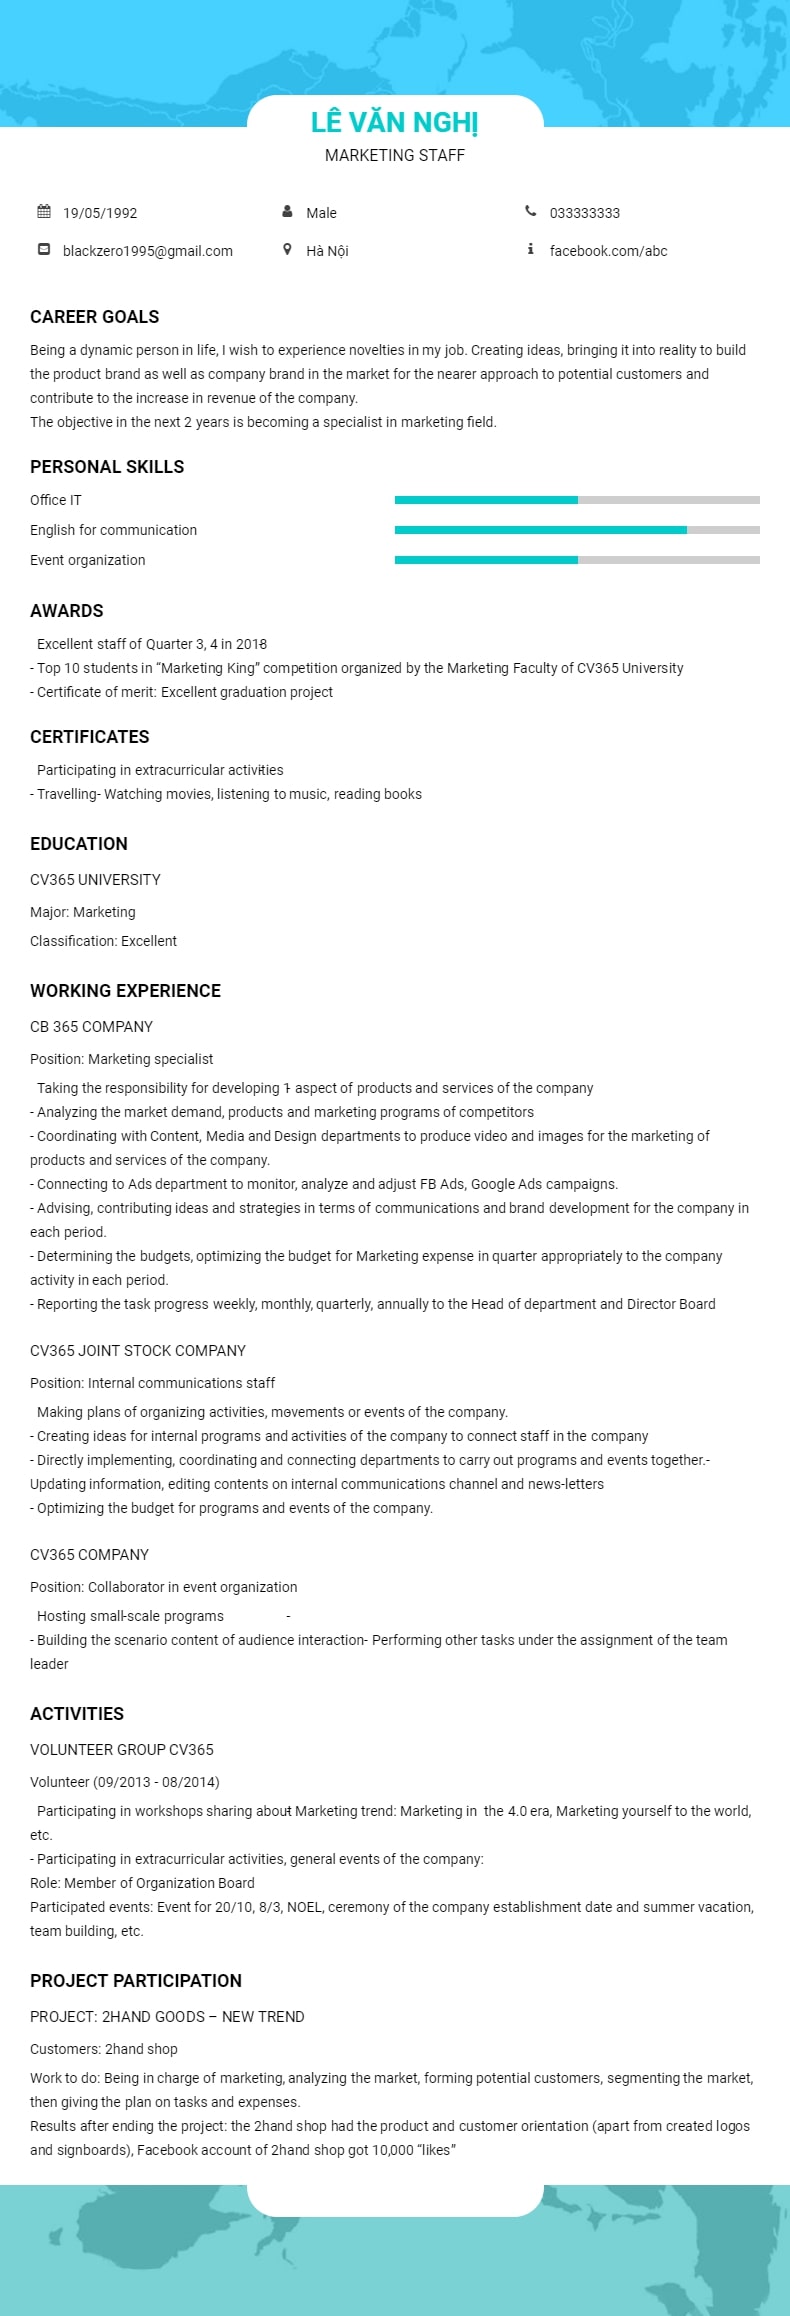 LÊ VĂN NGHỊ
MARKETING STAFF
19/05/1992
Male
033333333
blackzero1995@gmail.com
Hà Nội
facebook.com/abc
CAREER GOALS
Being a dynamic person in life, I wish to experience novelties in my job. Creating ideas, bringing it into reality to build
the product brand as well as company brand in the market for the nearer approach to potential customers and
contribute to the increase in revenue of the company.
The objective in the next 2 years is becoming a specialist in marketing field.
PERSONAL SKILLS
Office IT
English for communication
Event organization
AWARDS
Excellent staff of Quarter 3, 4 in 2018
- Top 10 students in “Marketing King” competition organized by the Marketing Faculty of CV365 University
- Certificate of merit: Excellent graduation project
CERTIFICATES
Participating in extracurricular activities
- Travelling- Watching movies, listening to music, reading books
EDUCATION
CV365 UNIVERSITY
Major: Marketing
Classification: Excellent
WORKING EXPERIENCE
CB 365 COMPANY
Position: Marketing specialist
Taking the responsibility for developing 1 aspect of products and services of the company
- Analyzing the market demand, products and marketing programs of competitors
- Coordinating with Content, Media and Design departments to produce video and images for the marketing of
products and services of the company.
- Connecting to Ads department to monitor, analyze and adjust FB Ads, Google Ads campaigns.
- Advising, contributing ideas and strategies in terms of communications and brand development for the company in
each period.
- Determining the budgets, optimizing the budget for Marketing expense in quarter appropriately to the company
activity in each period.
- Reporting the task progress weekly, monthly, quarterly, annually to the Head of department and Director Board
CV365 JOINT STOCK COMPANY
Position: Internal communications staff
Making plans of organizing activities, movements or events of the company.
- Creating ideas for internal programs and activities of the company to connect staff in the company
- Directly implementing, coordinating and connecting departments to carry out programs and events together.-
Updating information, editing contents on internal communications channel and news-letters
- Optimizing the budget for programs and events of the company.
CV365 COMPANY
Position: Collaborator in event organization
Hosting small-scale programs -
- Building the scenario content of audience interaction- Performing other tasks under the assignment of the team
leader
ACTIVITIES
VOLUNTEER GROUP CV365
Volunteer (09/2013 - 08/2014)
Participating in workshops sharing about Marketing trend: Marketing in the 4.0 era, Marketing yourself to the world,
etc.
- Participating in extracurricular activities, general events of the company:
Role: Member of Organization Board
Participated events: Event for 20/10, 8/3, NOEL, ceremony of the company establishment date and summer vacation,
team building, etc.
PROJECT PARTICIPATION
PROJECT: 2HAND GOODS – NEW TREND
Customers: 2hand shop
Work to do: Being in charge of marketing, analyzing the market, forming potential customers, segmenting the market,
then giving the plan on tasks and expenses.
Results after ending the project: the 2hand shop had the product and customer orientation (apart from created logos
and signboards), Facebook account of 2hand shop got 10,000 “likes”